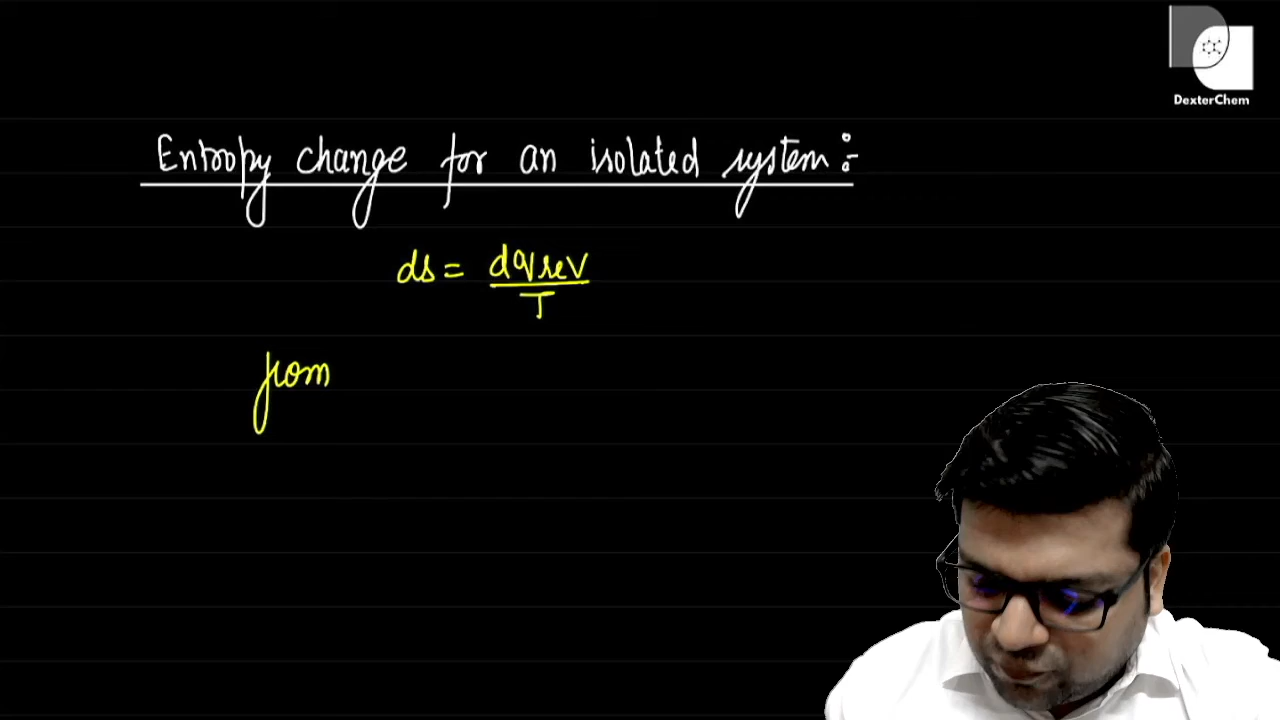 DexterChem
Entropy change for an isolated system :-
ds = dqrev
T
from